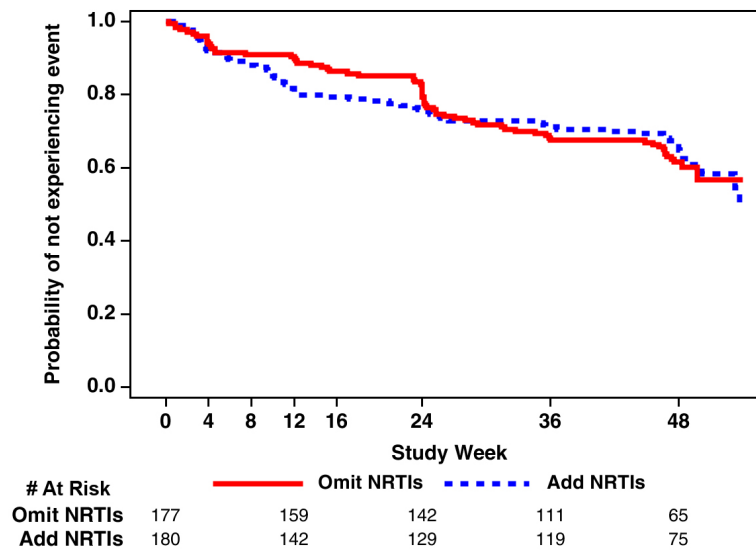 Probability of not experiencing event
1.0
0.8
0.6
0.4
0.2
0.0
0 4 8 12 16 24 36 48
Study Week
# At Risk Omit NRTIs Add NRTIs
Omit NRTIs 177 159 142 111 65
Add NRTIs 180 142 129 119 75